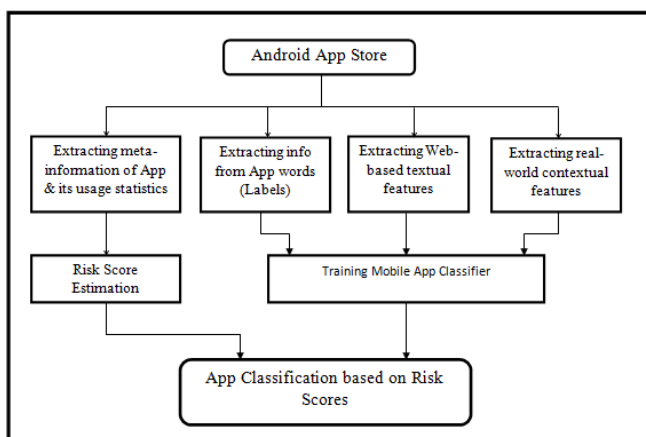 Android App Store
Extracting meta-
information of App
& its usage statistics
Extracting info
from App words
(Labels)
Extracting Web-
based textual
features
Extracting real-
world contextual
features
Risk Score
Estimation
Training Mobile App Classifier
App Classification based on Risk
Scores